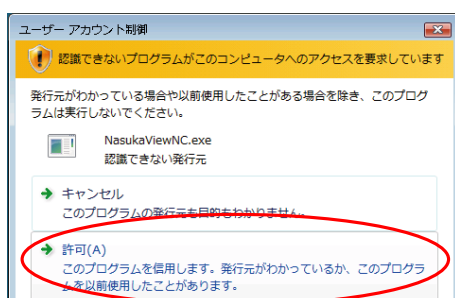 ユーザー アカウント制御
認識できないプログラムがこのコンピュータへのアクセスを要求しています
発行元がわかっている場合や以前使用したことがある場合を除き、このプログ
ラムは実行しないでください。
NasukaViewNC.exe
認識できない発行元
キャンセル
このプログラムの発行元も目的もわかりません。
許可(A)
このプログラムを信用します。発行元がわかっているか、このプログラ
ムを以前使用したことがあります。